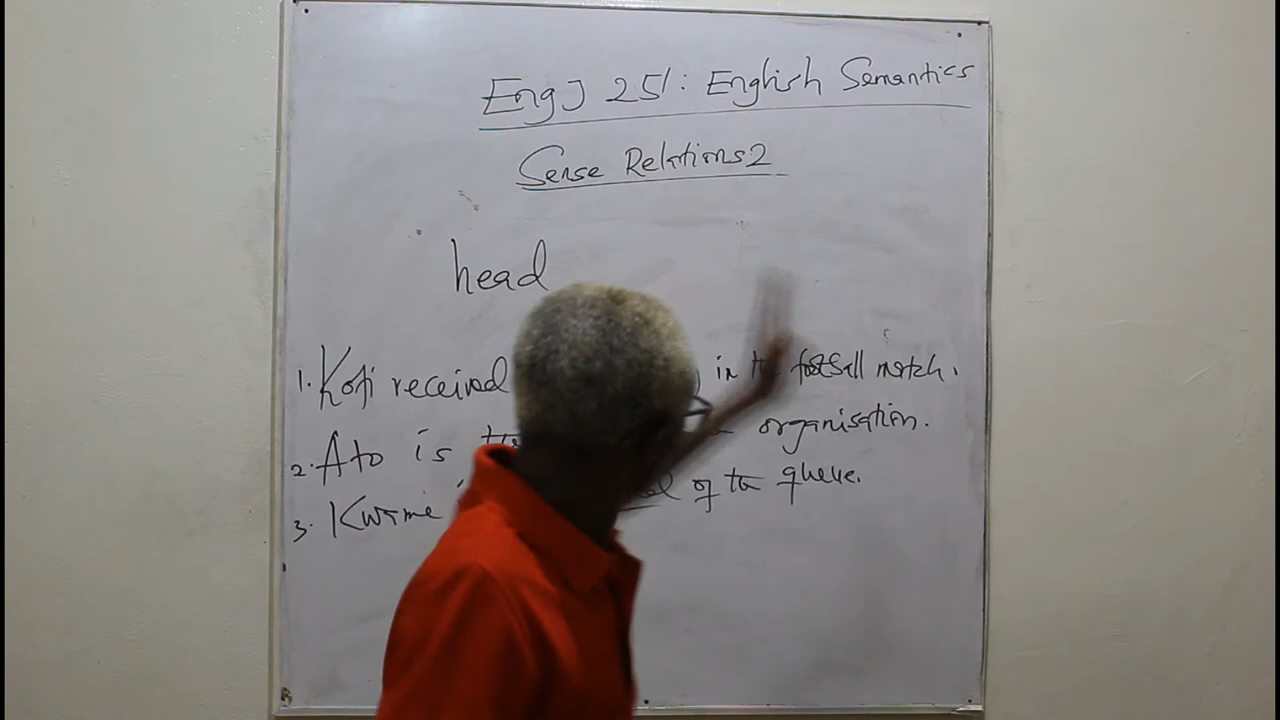 EngJ 251: English Semantics
Sense Relations 2
head
1. Kofi received in the football match.
2. Ato is organisation.
3. Kwame of the queue.